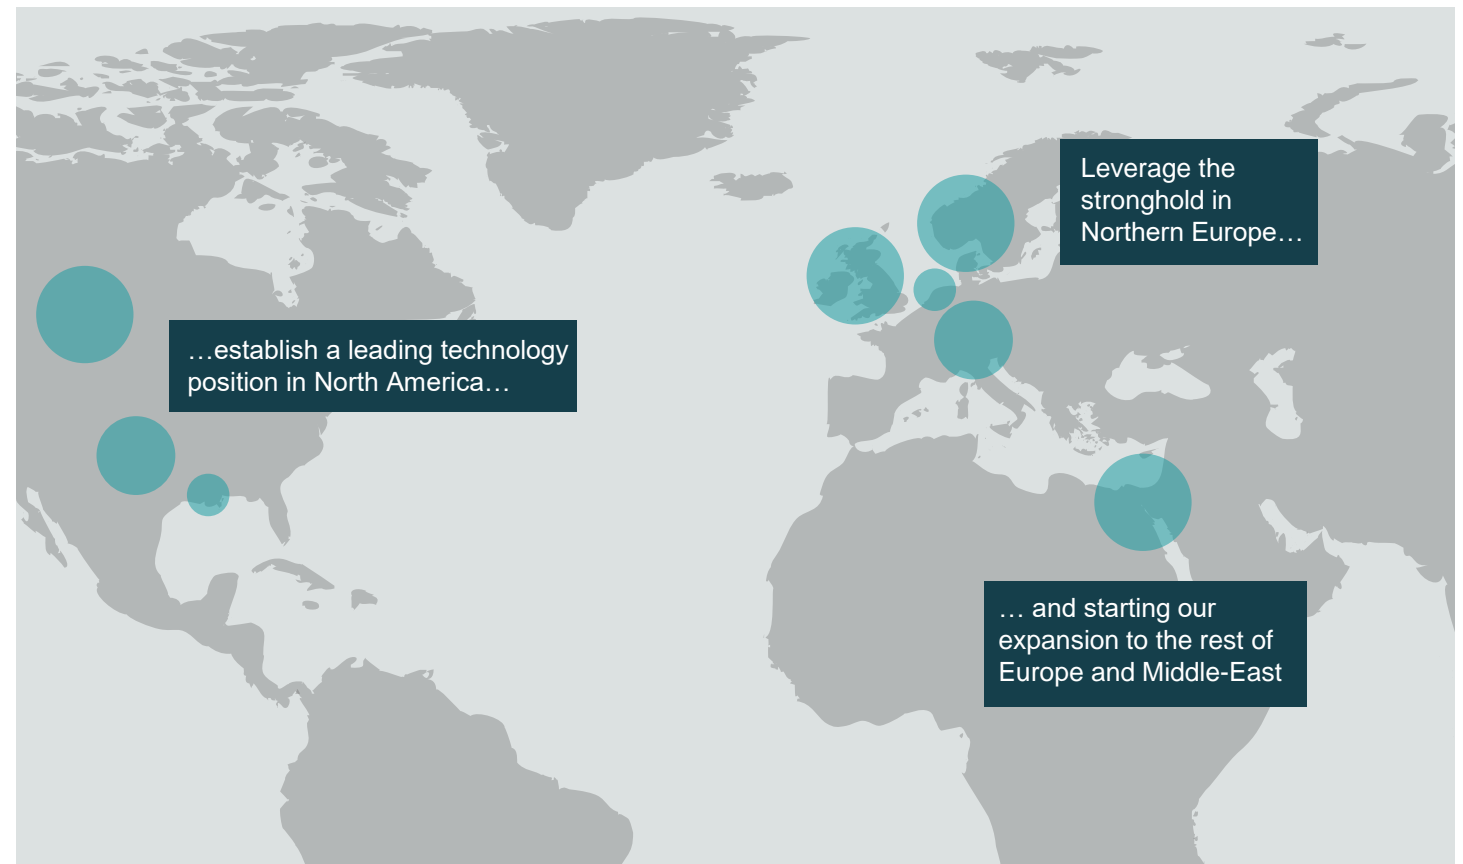 Leverage the
stronghold in
Northern Europe…
…establish a leading technology
position in North America…
… and starting our
expansion to the rest of
Europe and Middle-East